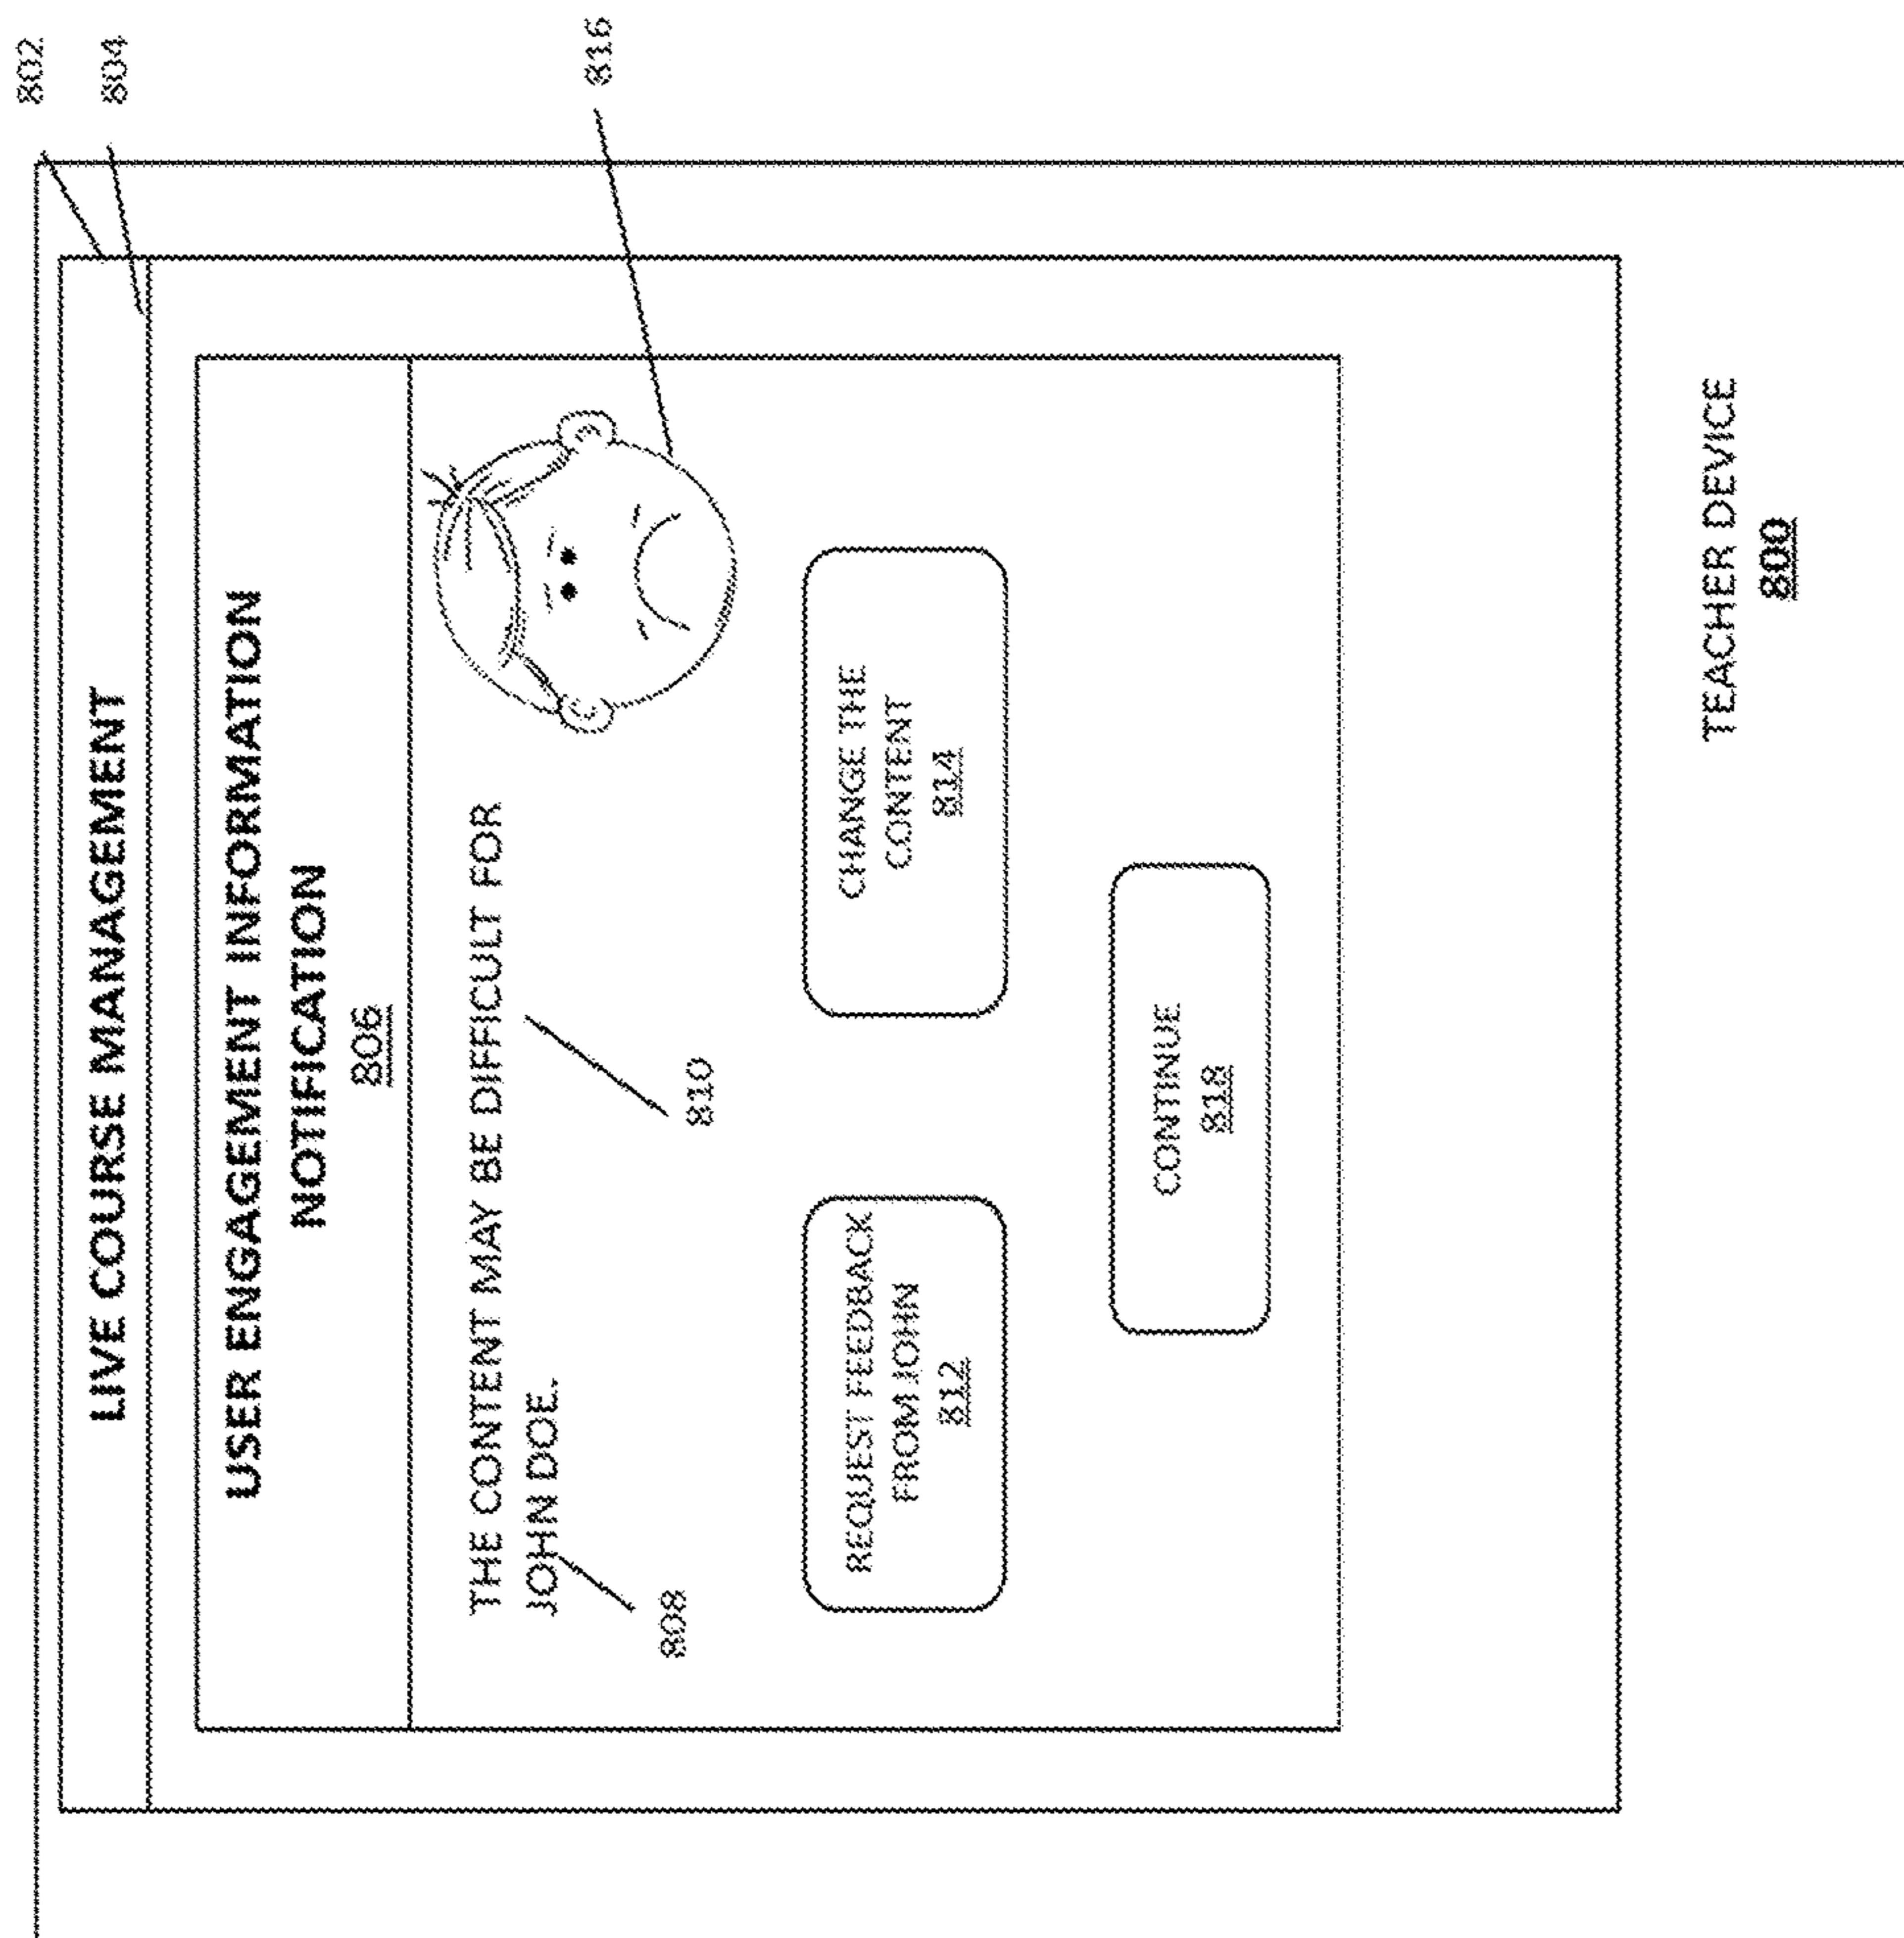 802
804
LIVE COURSE MANAGEMENT
USER ENGAGEMENT INFORMATION
NOTIFICATION
806
THE CONTENT MAY BE DIFFICULT FOR
JOHN DOE.
816
808
810
REQUEST FEEDBACK
FROM JOHN
812
CHANGE THE
CONTENT
814
CONTINUE
818
TEACHER DEVICE
800